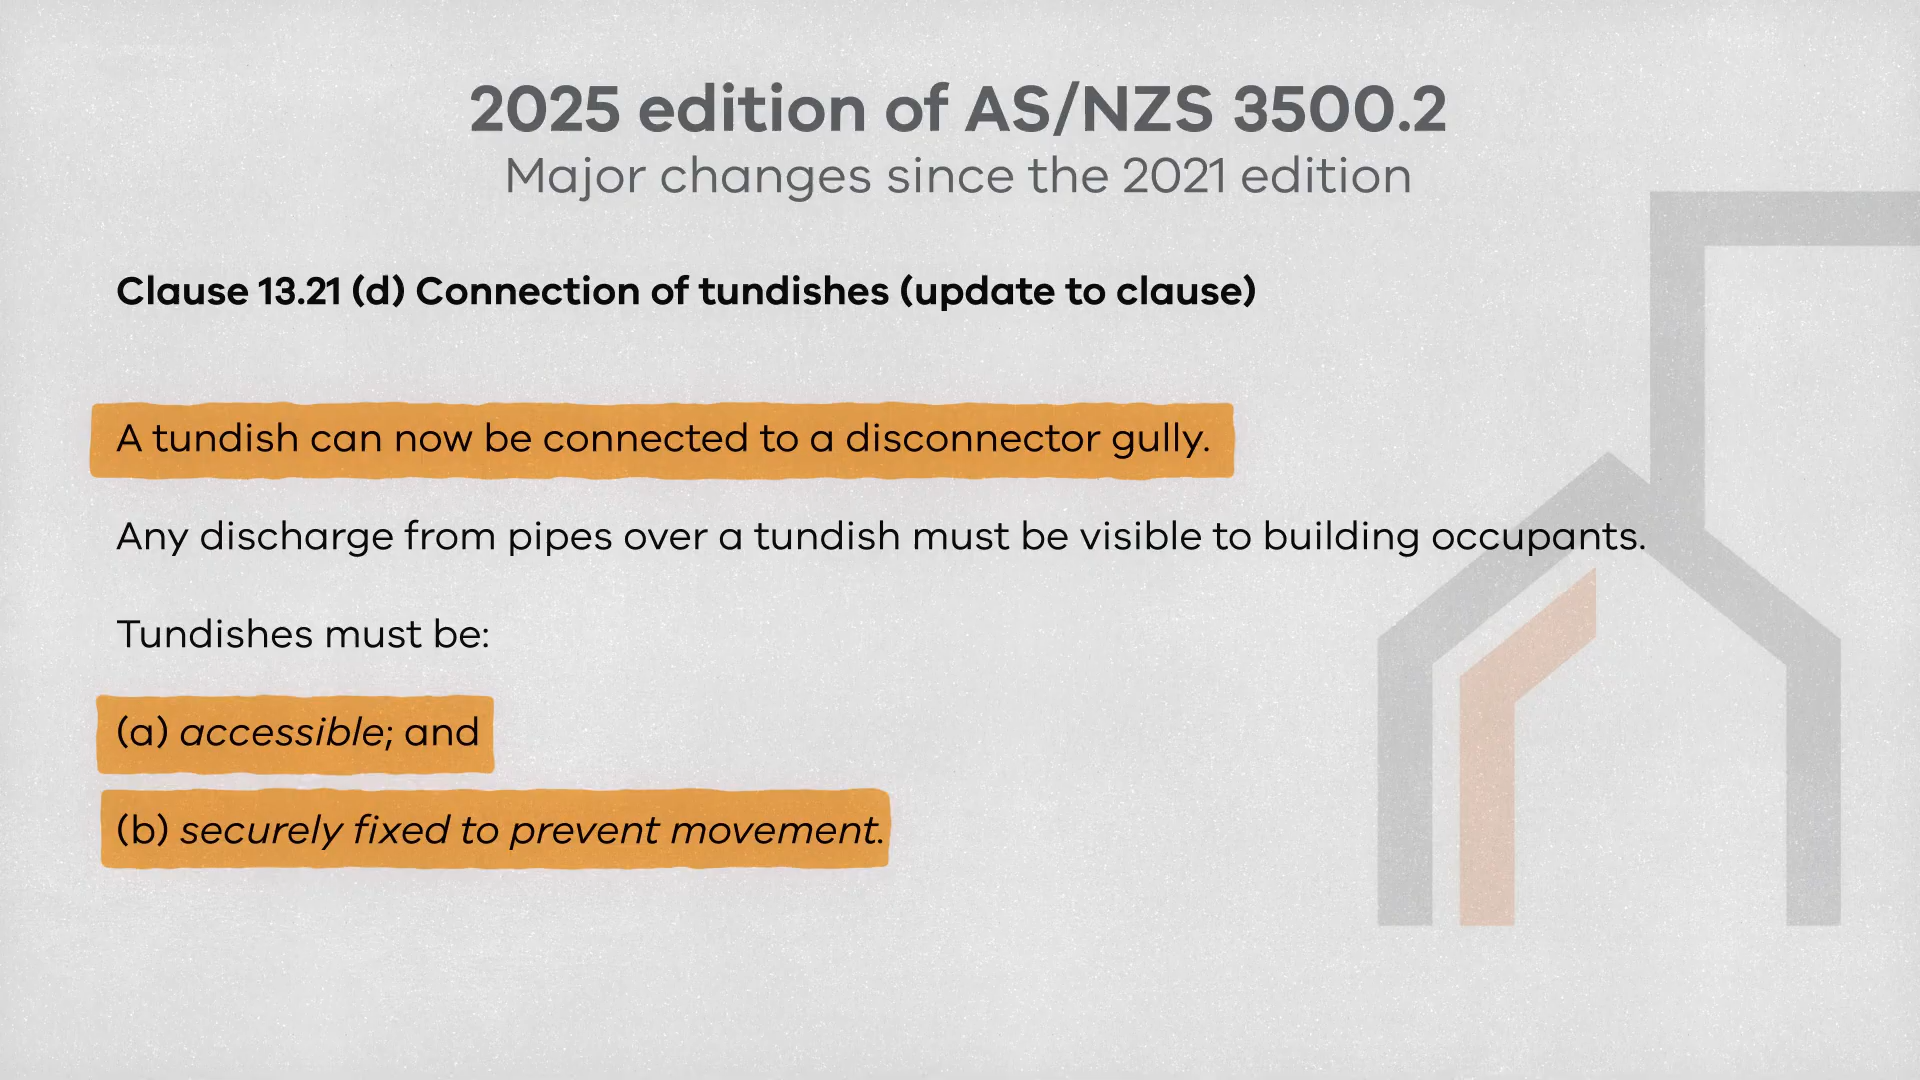 2025 edition of AS/NZS 3500.2
Major changes since the 2021 edition
Clause 13.21 (d) Connection of tundishes (update to clause)
A tundish can now be connected to a disconnector gully.
Any discharge from pipes over a tundish must be visible to building occupants.
Tundishes must be:
(a) accessible; and
(b) securely fixed to prevent movement.